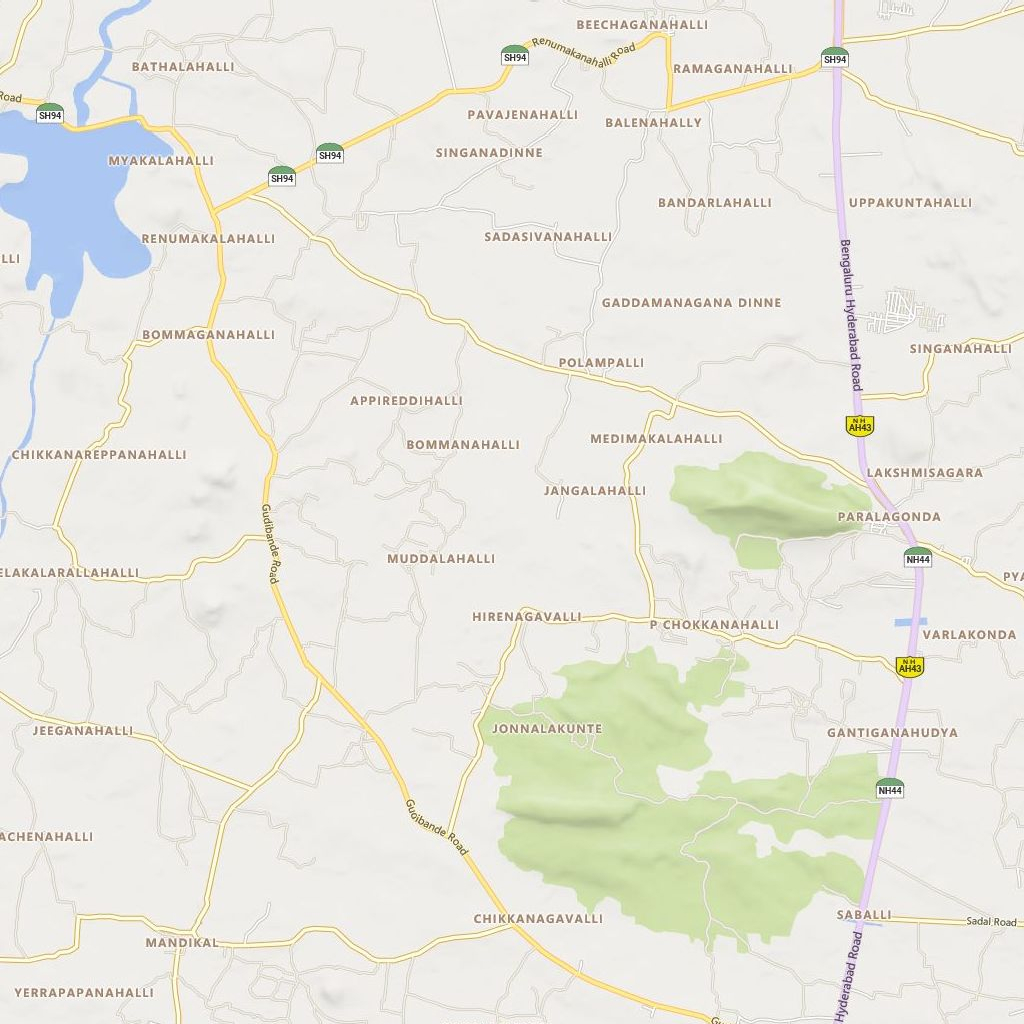 BEECHAGANAHALLI
Renumakanahalli Road
SH94
SH94
BATHALAHALLI
RAMAGANAHALLI
Road
SH94
PAVAJENAHALLI
BALENAHALLY
SH94
SINGANADINNE
MYAKALAHALLI
SH94
BANDARLAHALLI
UPPAKUNTAHALLI
RENUMAKALAHALLI
SADASIVANAHALLI
LLI
Bengaluru Hyderabad Road
GADDAMANAGANA DINNE
BOMMAGANAHALLI
SINGANAHALLI
POLAMPALLI
APPIREDDIHALLI
NH
AH43
BOMMANAHALLI
MEDIMAKALAHALLI
CHIKKANAREPPANAHALLI
LAKSHMISAGARA
JANGALAHALLI
PARALAGONDA
Gudibande Road
MUDDALAHALLI
NH44
ELAKALARALLAHALLI
PYA
HIRENAGAVALLI
P CHOKKANAHALLI
VARLAKONDA
NH
AH43
JEEGANAHALLI
JONNALAKUNTE
GANTIGANAHUDYA
NH44
Gudibande Road
ACHENAHALLI
CHIKKANAGAVALLI
SABALLI
Sadal Road
MANDIKAL
Hyderabad Road
YERRAPAPANAHALLI
Gu